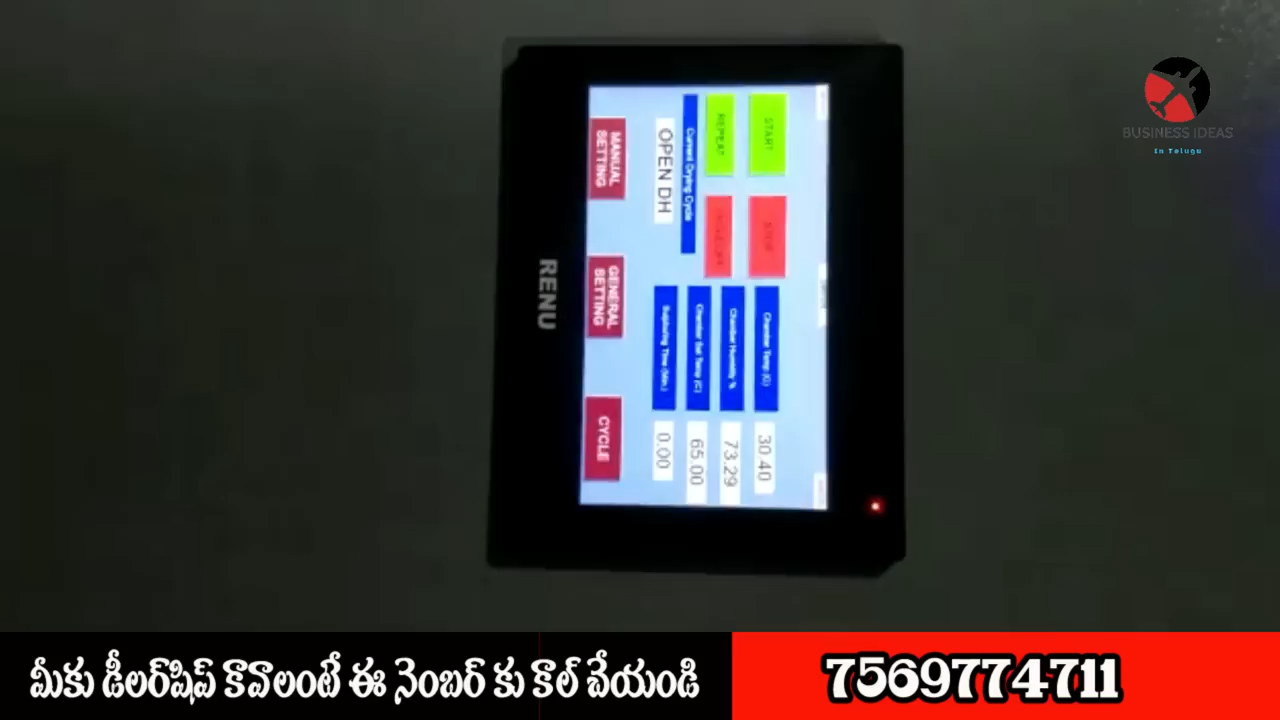 BUSINESS IDEAS
In Telugu
START
STOP
REPEAT
Current Drying Cycle
OPEN DH
Chamber Temp (C)
30.40
Chamber Humidity %
73.29
Chamber Set Temp (C)
65.00
Time (Min.)
0.00
MANUAL
SETTING
GENERAL
SETTING
CYCLE
RENU
మీకు డీలర్‌షిప్ కావాలంటే ఈ నెంబర్ కు కాల్ చేయండి
7569774711